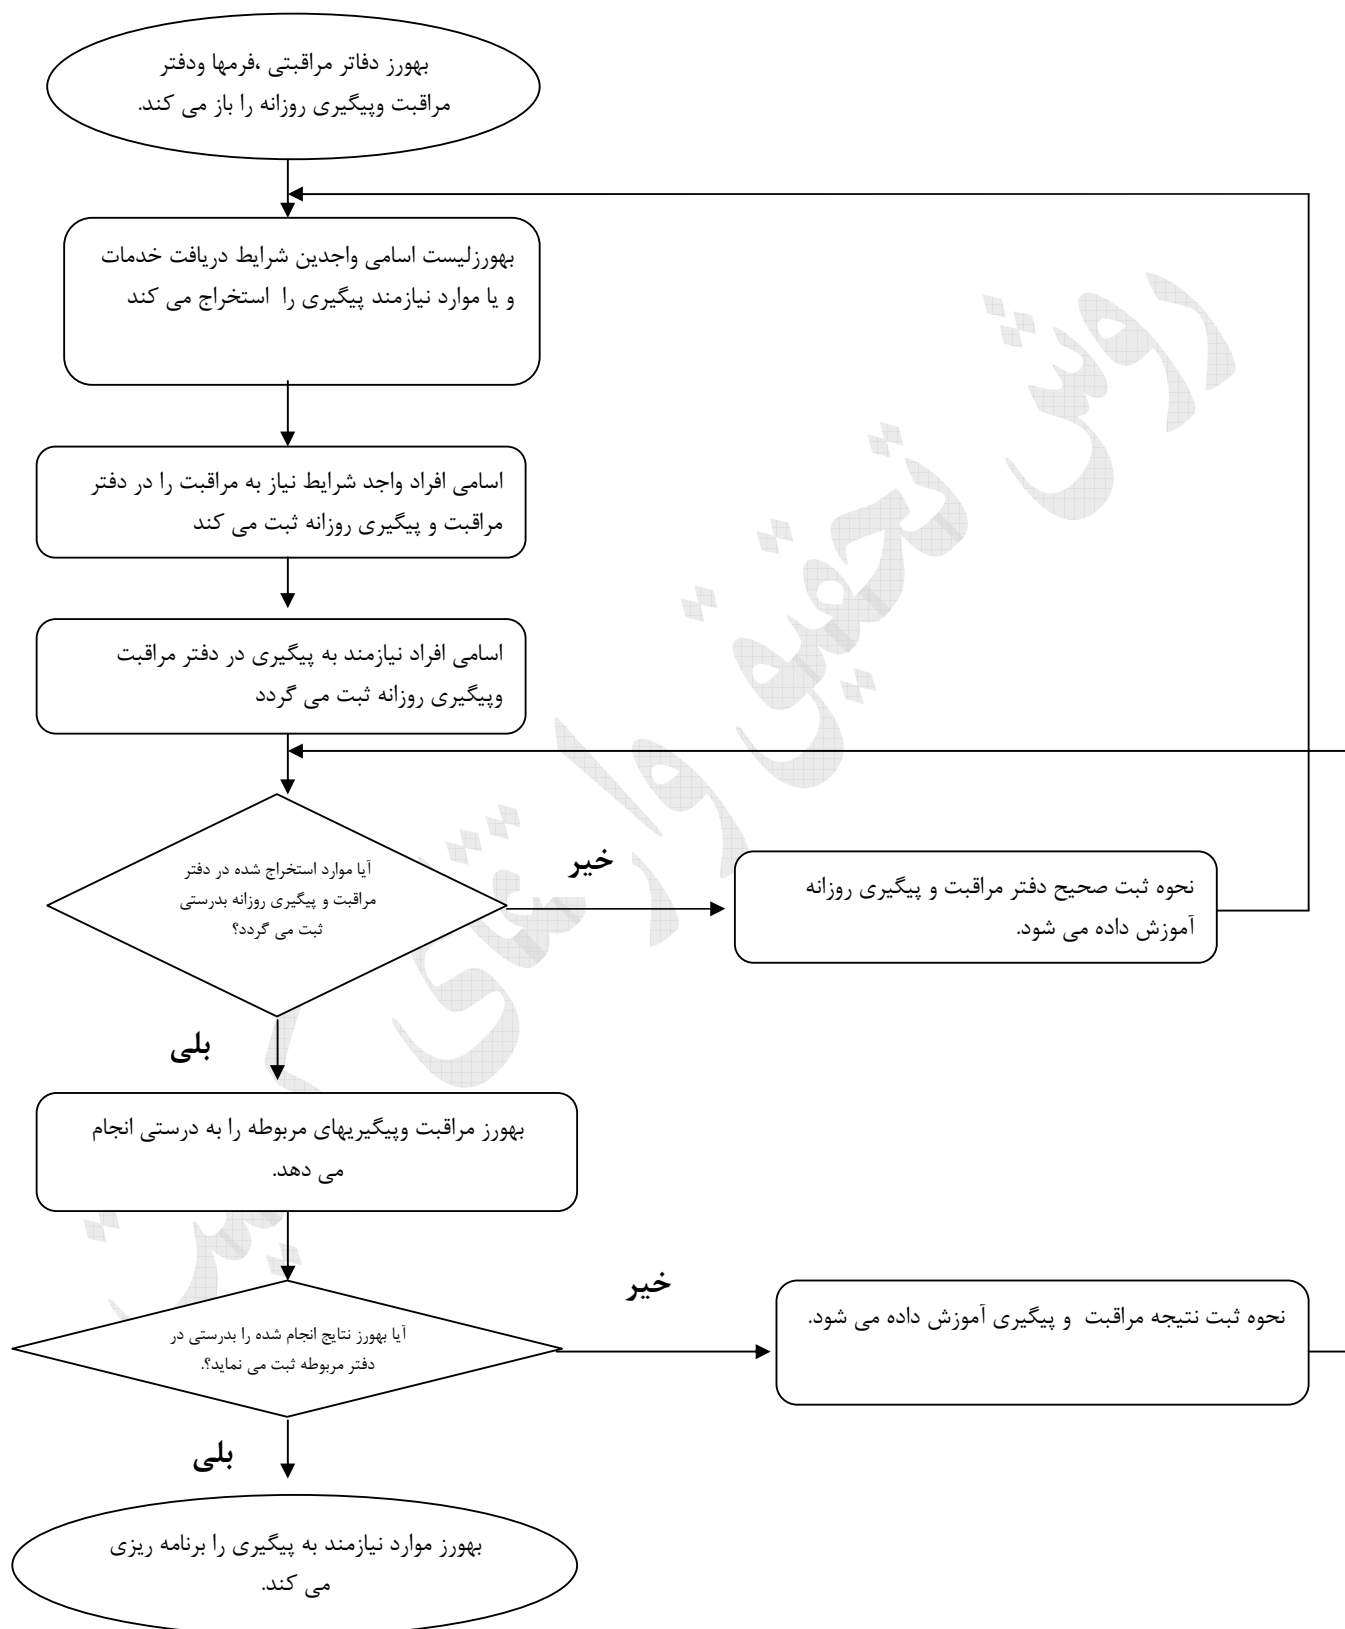 بهورز دفاتر مراقبتی ،فرمها ودفتر
مراقبت وپیگیری روزانه را باز می کند.
بهورزلیست اسامی واجدین شرایط دریافت خدمات
و یا موارد نیازمند پیگیری را استخراج می کند
اسامی افراد واجد شرایط نیاز به مراقبت را در دفتر
مراقبت و پیگیری روزانه ثبت می کند
اسامی افراد نیازمند به پیگیری در دفتر مراقبت
وپیگیری روزانه ثبت می گردد
آیا موارد استخراج شده در دفتر
مراقبت و پیگیری روزانه بدرستی
ثبت می گردد؟
خیر
نحوه ثبت صحیح دفتر مراقبت و پیگیری روزانه
آموزش داده می شود.
بلی
بهورز مراقبت وپیگیریهای مربوطه را به درستی انجام
می دهد.
آیا بهورز نتایج انجام شده را بدرستی در
دفتر مربوطه ثبت می نماید؟.
خیر
نحوه ثبت نتیجه مراقبت و پیگیری آموزش داده می شود.
بلی
بهورز موارد نیازمند به پیگیری را برنامه ریزی
می کند.
روش تحقیق وارتقای